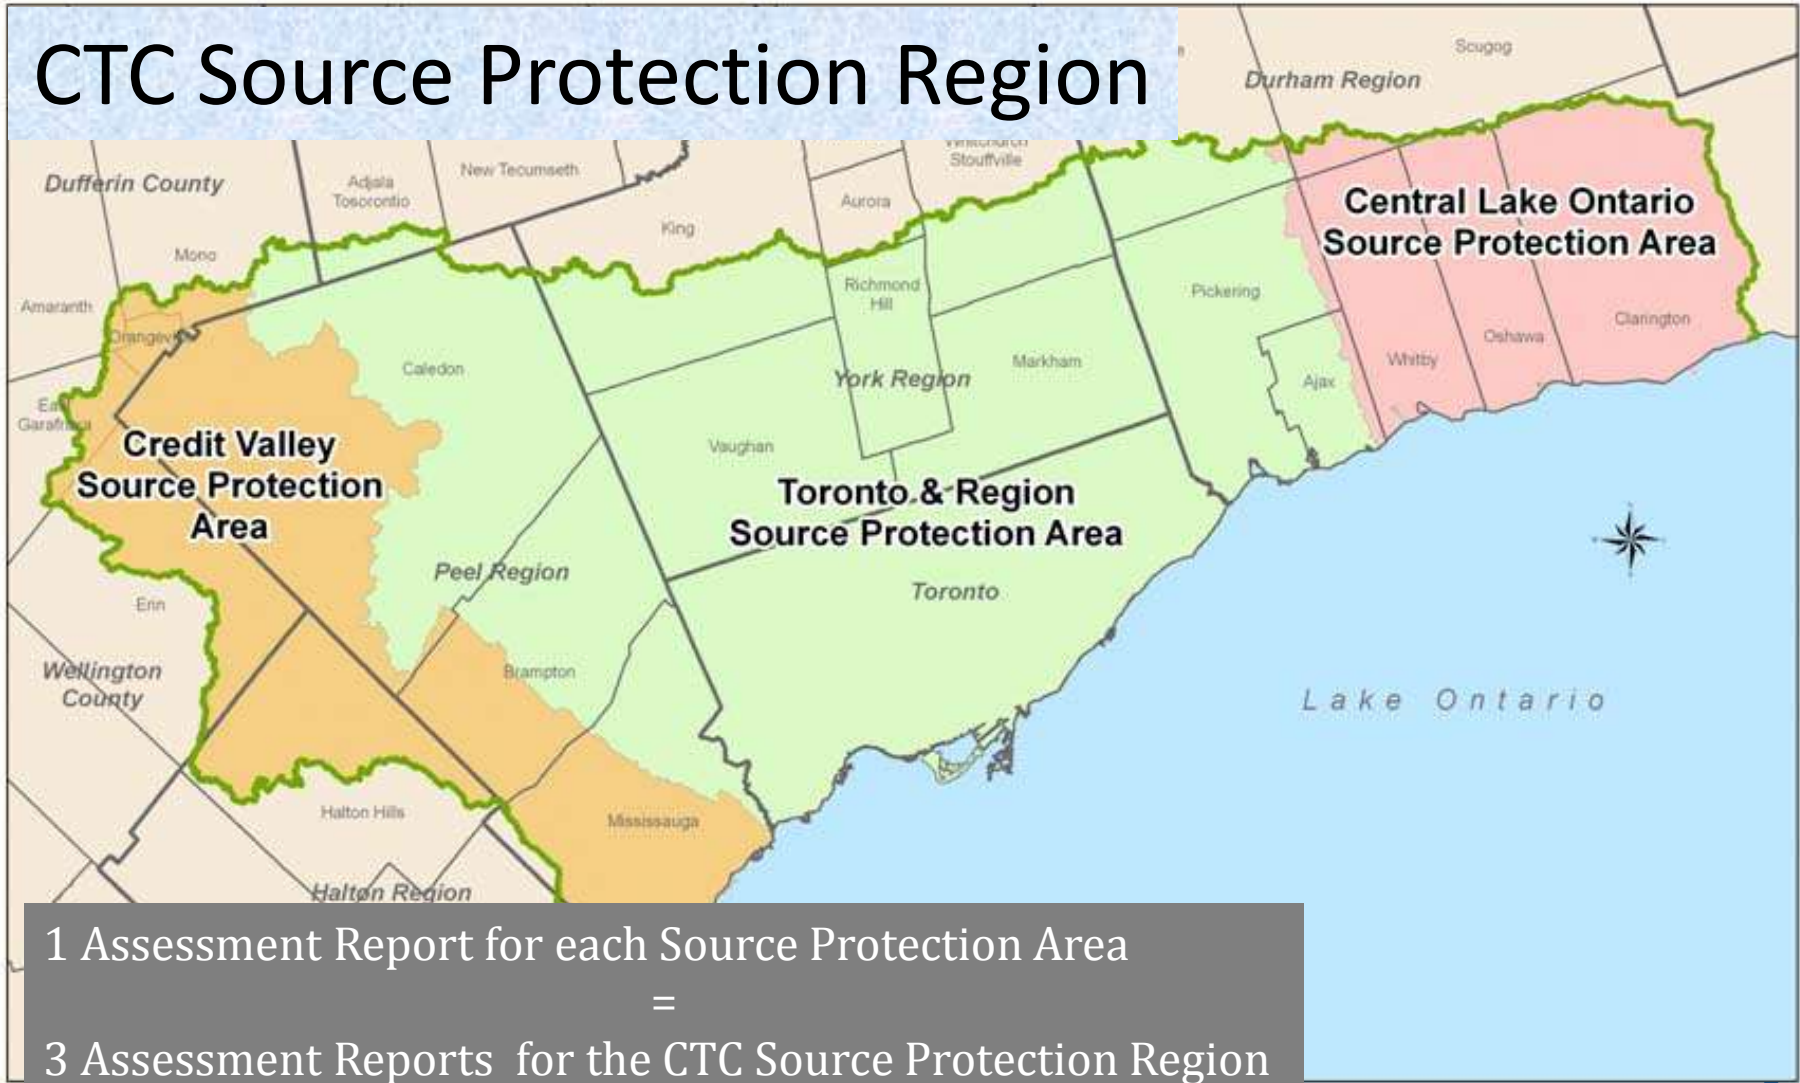 CTC Source Protection Region
Scugog
Durham Region
Whitchurch
Stouffville
New Tecumseth
Dufferin County
Adjala
Tosorontio
Aurora
King
Mono
Central Lake Ontario
Source Protection Area
Amaranth
Richmond
Hill
Pickering
Orangeville
Clarington
Oshawa
Whitby
Caledon
Markham
York Region
Ajax
East
Garafraxa
Credit Valley
Source Protection
Area
Vaughan
Toronto & Region
Source Protection Area
Peel Region
Toronto
Erin
Wellington
County
Brampton
Lake Ontario
Halton Hills
Mississauga
Halton Region
1 Assessment Report for each Source Protection Area
=
3 Assessment Reports for the CTC Source Protection Region